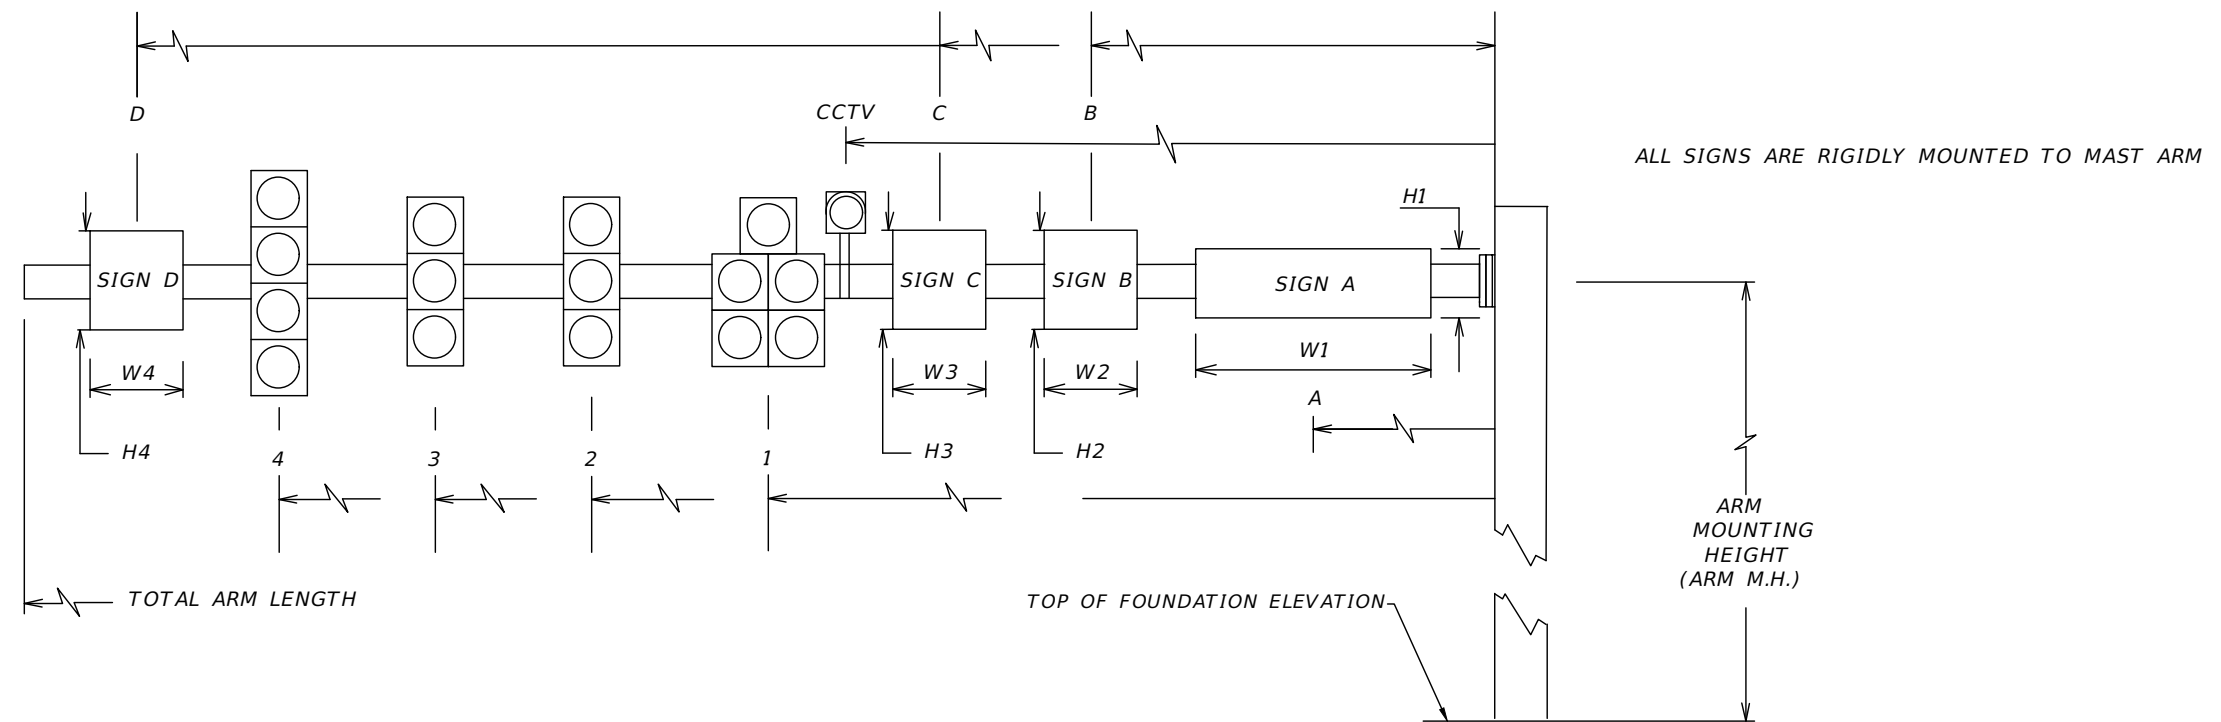 D
CCTV
C
B
ALL SIGNS ARE RIGIDLY MOUNTED TO MAST ARM
H1
SIGN D
SIGN C
SIGN B
SIGN A
W1
W4
W3
W2
A
H4
H3
H2
4
3
2
1
ARM
MOUNTING
HEIGHT
(ARM M.H.)
TOTAL ARM LENGTH
TOP OF FOUNDATION ELEVATION